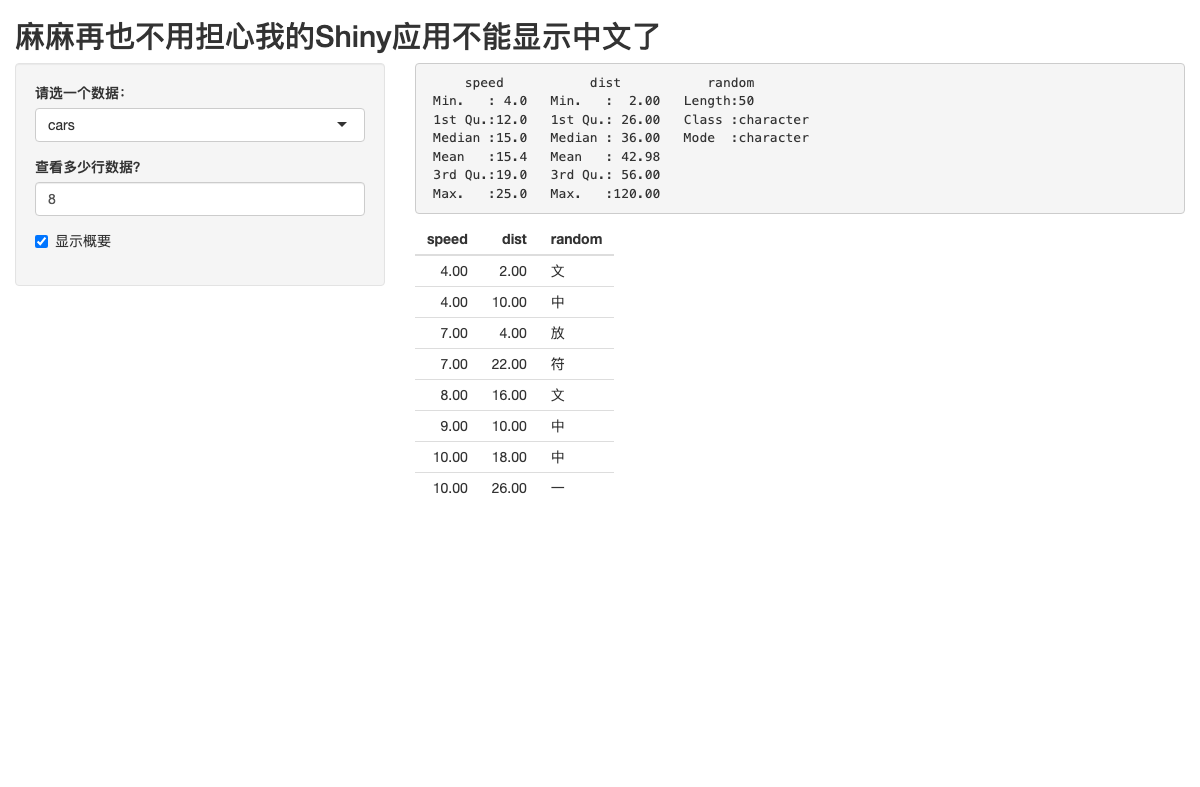 麻麻再也不用担心我的Shiny应用不能显示中文了
请选一个数据:
cars
查看多少行数据?
8
显示概要
speed dist random
Min. : 4.0 Min. : 2.00 Length:50
1st Qu.:12.0 1st Qu.: 26.00 Class :character
Median :15.0 Median : 36.00 Mode :character
Mean :15.4 Mean : 42.98
3rd Qu.:19.0 3rd Qu.: 56.00
Max. :25.0 Max. :120.00
speed dist random
4.00 2.00 文
4.00 10.00 中
7.00 4.00 放
7.00 22.00 符
8.00 16.00 文
9.00 10.00 中
10.00 18.00 中
10.00 26.00 一